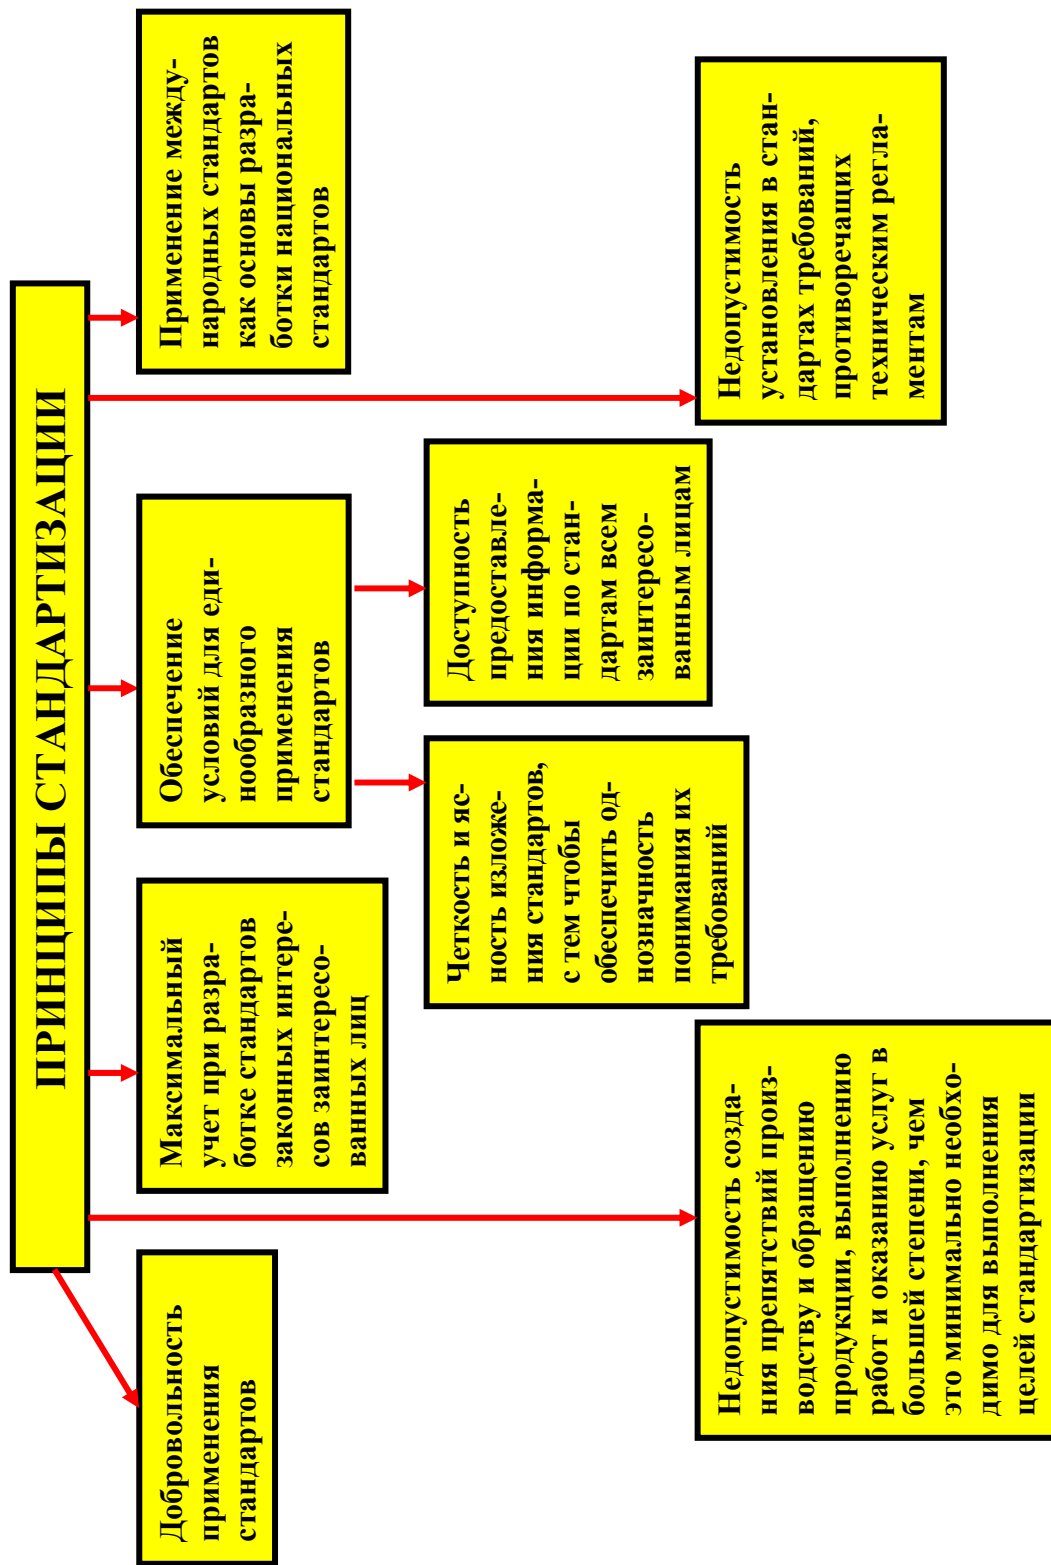 ПРИНЦИПЫ СТАНДАРТИЗАЦИИ
Добровольность
применения
стандартов
Максимальный
учет при разра-
ботке стандартов
законных интере-
сов заинтересо-
ванных лиц
Обеспечение
условий для еди-
нообразного
применения
стандартов
Применение между-
народных стандартов
как основы разра-
ботки национальных
стандартов
Четкость и яс-
ность изложе-
ния стандартов,
с тем чтобы
обеспечить од-
нозначность
понимания их
требований
Доступность
предоставле-
ния информа-
ции по стан-
дартам всем
заинтересо-
ванным лицам
Недопустимость созда-
ния препятствий произ-
водству и обращению
продукции, выполнению
работ и оказанию услуг в
большей степени, чем
это минимально необхо-
димо для выполнения
целей стандартизации
Недопустимость
установления в стан-
дартах требований,
противоречащих
техническим регла-
ментам